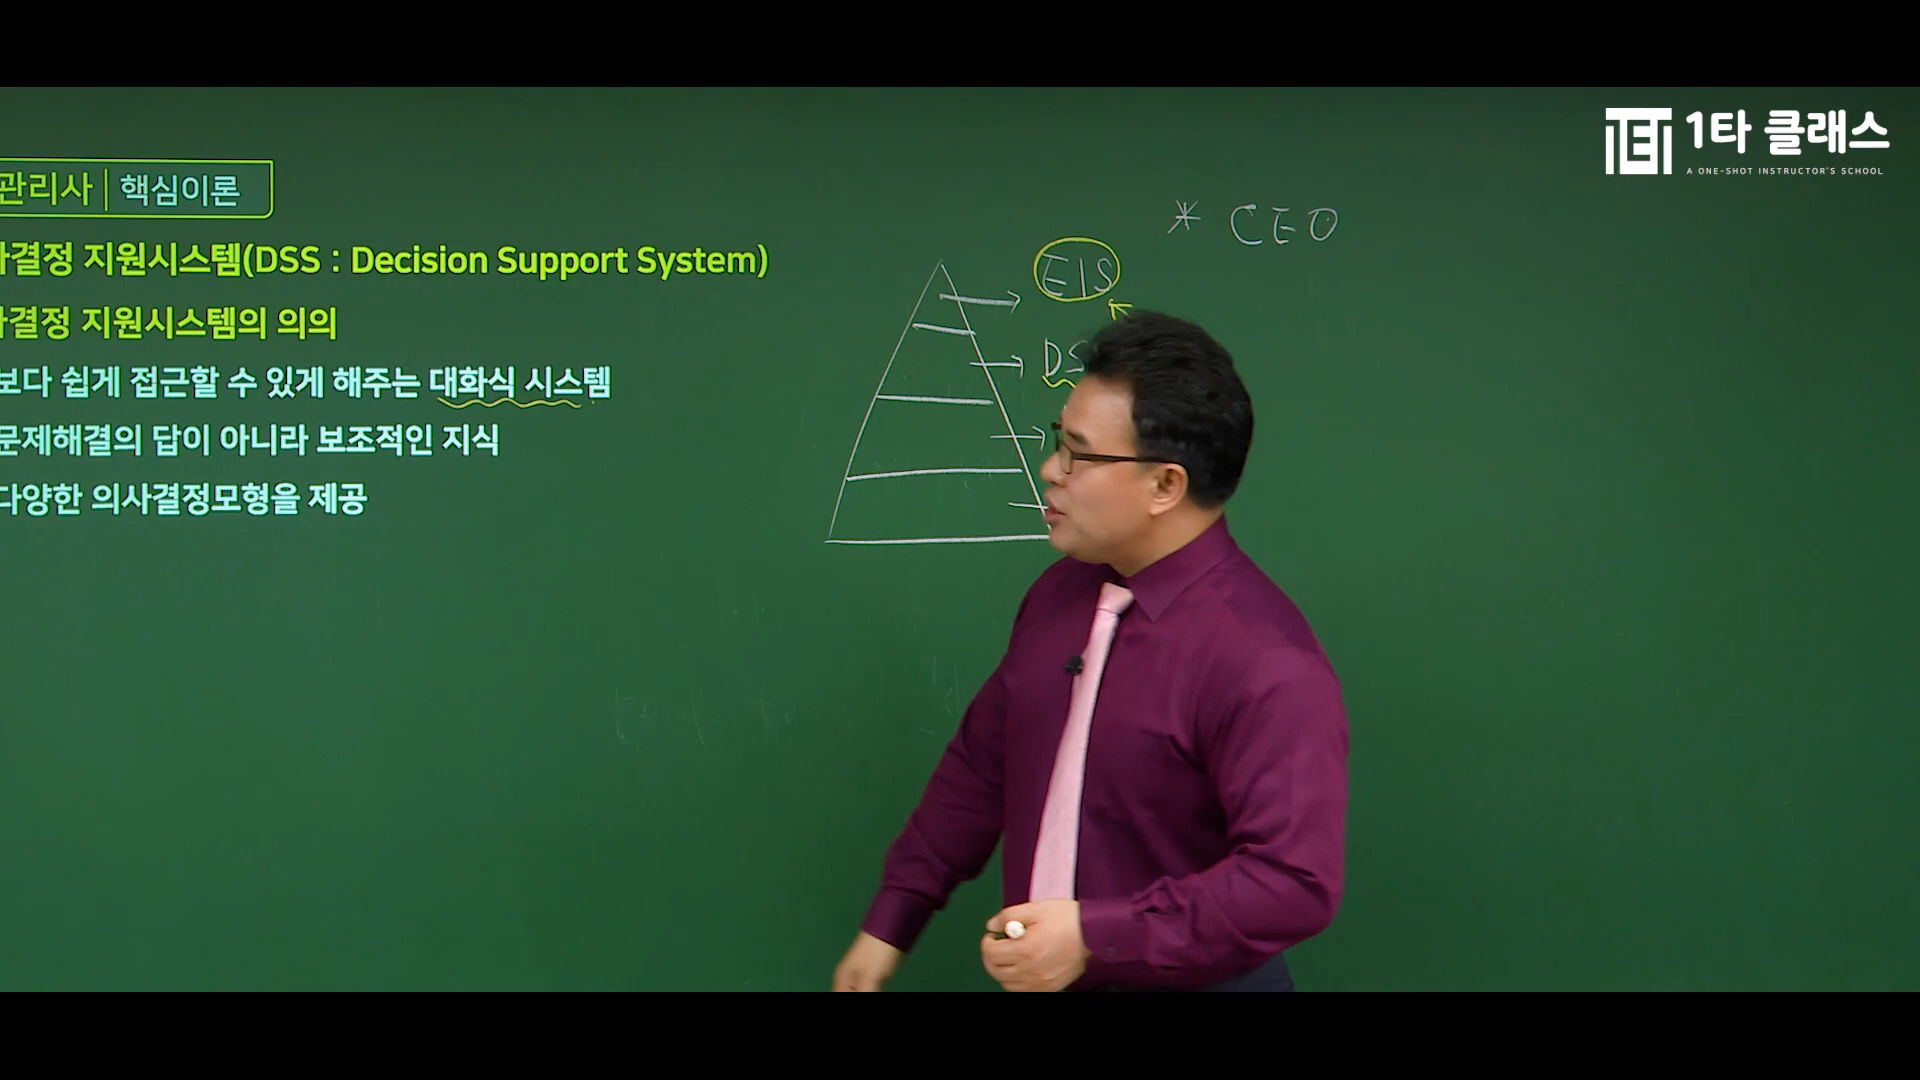 1타 클래스
A ONE-SHOT INSTRUCTOR'S SCHOOL
관리사 | 핵심이론
사결정 지원시스템(DSS : Decision Support System)
사결정 지원시스템의 의의
보다 쉽게 접근할 수 있게 해주는 대화식 시스템
문제해결의 답이 아니라 보조적인 지식
다양한 의사결정모형을 제공
* CEO
EIS
DS